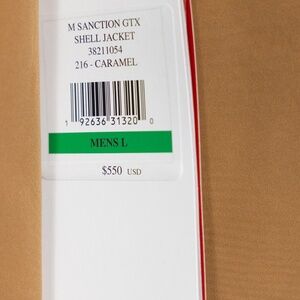 M SANCTION GTX
SHELL JACKET
38211054
216 - CARAMEL
1 92636 31320 0
MENS L
$550 USD